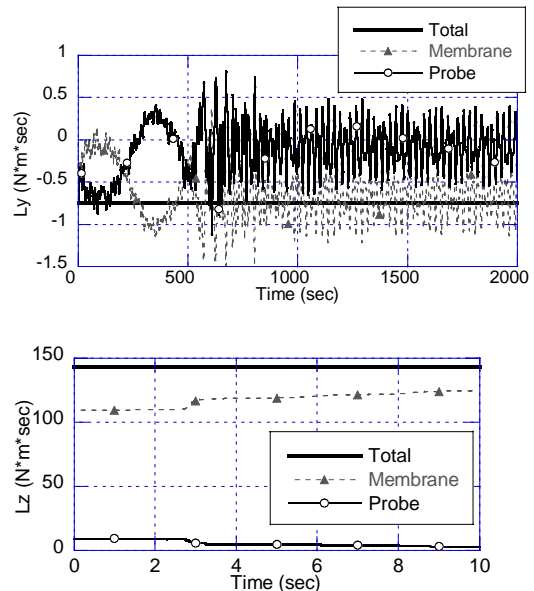 Total
Membrane
Probe
1
0.5
0
-0.5
-1
-1.5
Ly (N*m*sec)
0 500 1000 1500 2000
Time (sec)
150
100
50
0
Lz (N*m*sec)
Total
Membrane
Probe
0 2 4 6 8 10
Time (sec)